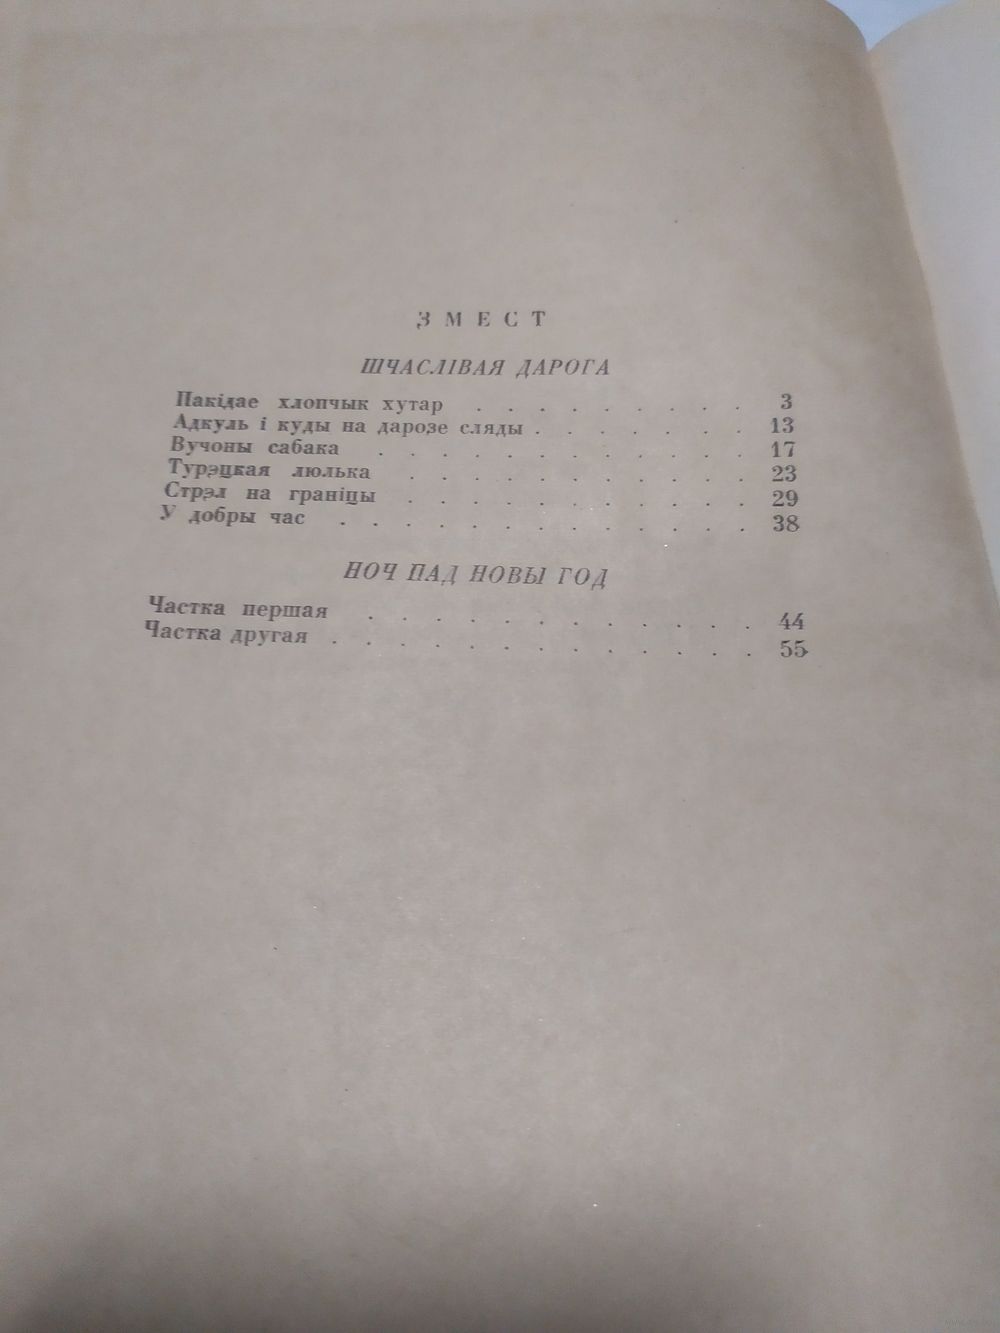 ЗМЕСТ
ШЧАСЛІВАЯ ДАРОГА
Пакідае хлопчык хутар . . . . . . . . . 3
Адкуль і куды на дарозе сляды . . . . . . . 13
Вучоны сабака . . . . . . . . . . . . 17
Турэцкая люлька . . . . . . . . . . . 23
Стрэл на граніцы . . . . . . . . . . . 29
У добры час . . . . . . . . . . . . . 38
НОЧ ПАД НОВЫ ГОД
Частка першая . . . . . . . . . . . . 44
Частка другая . . . . . . . . . . . . . 55